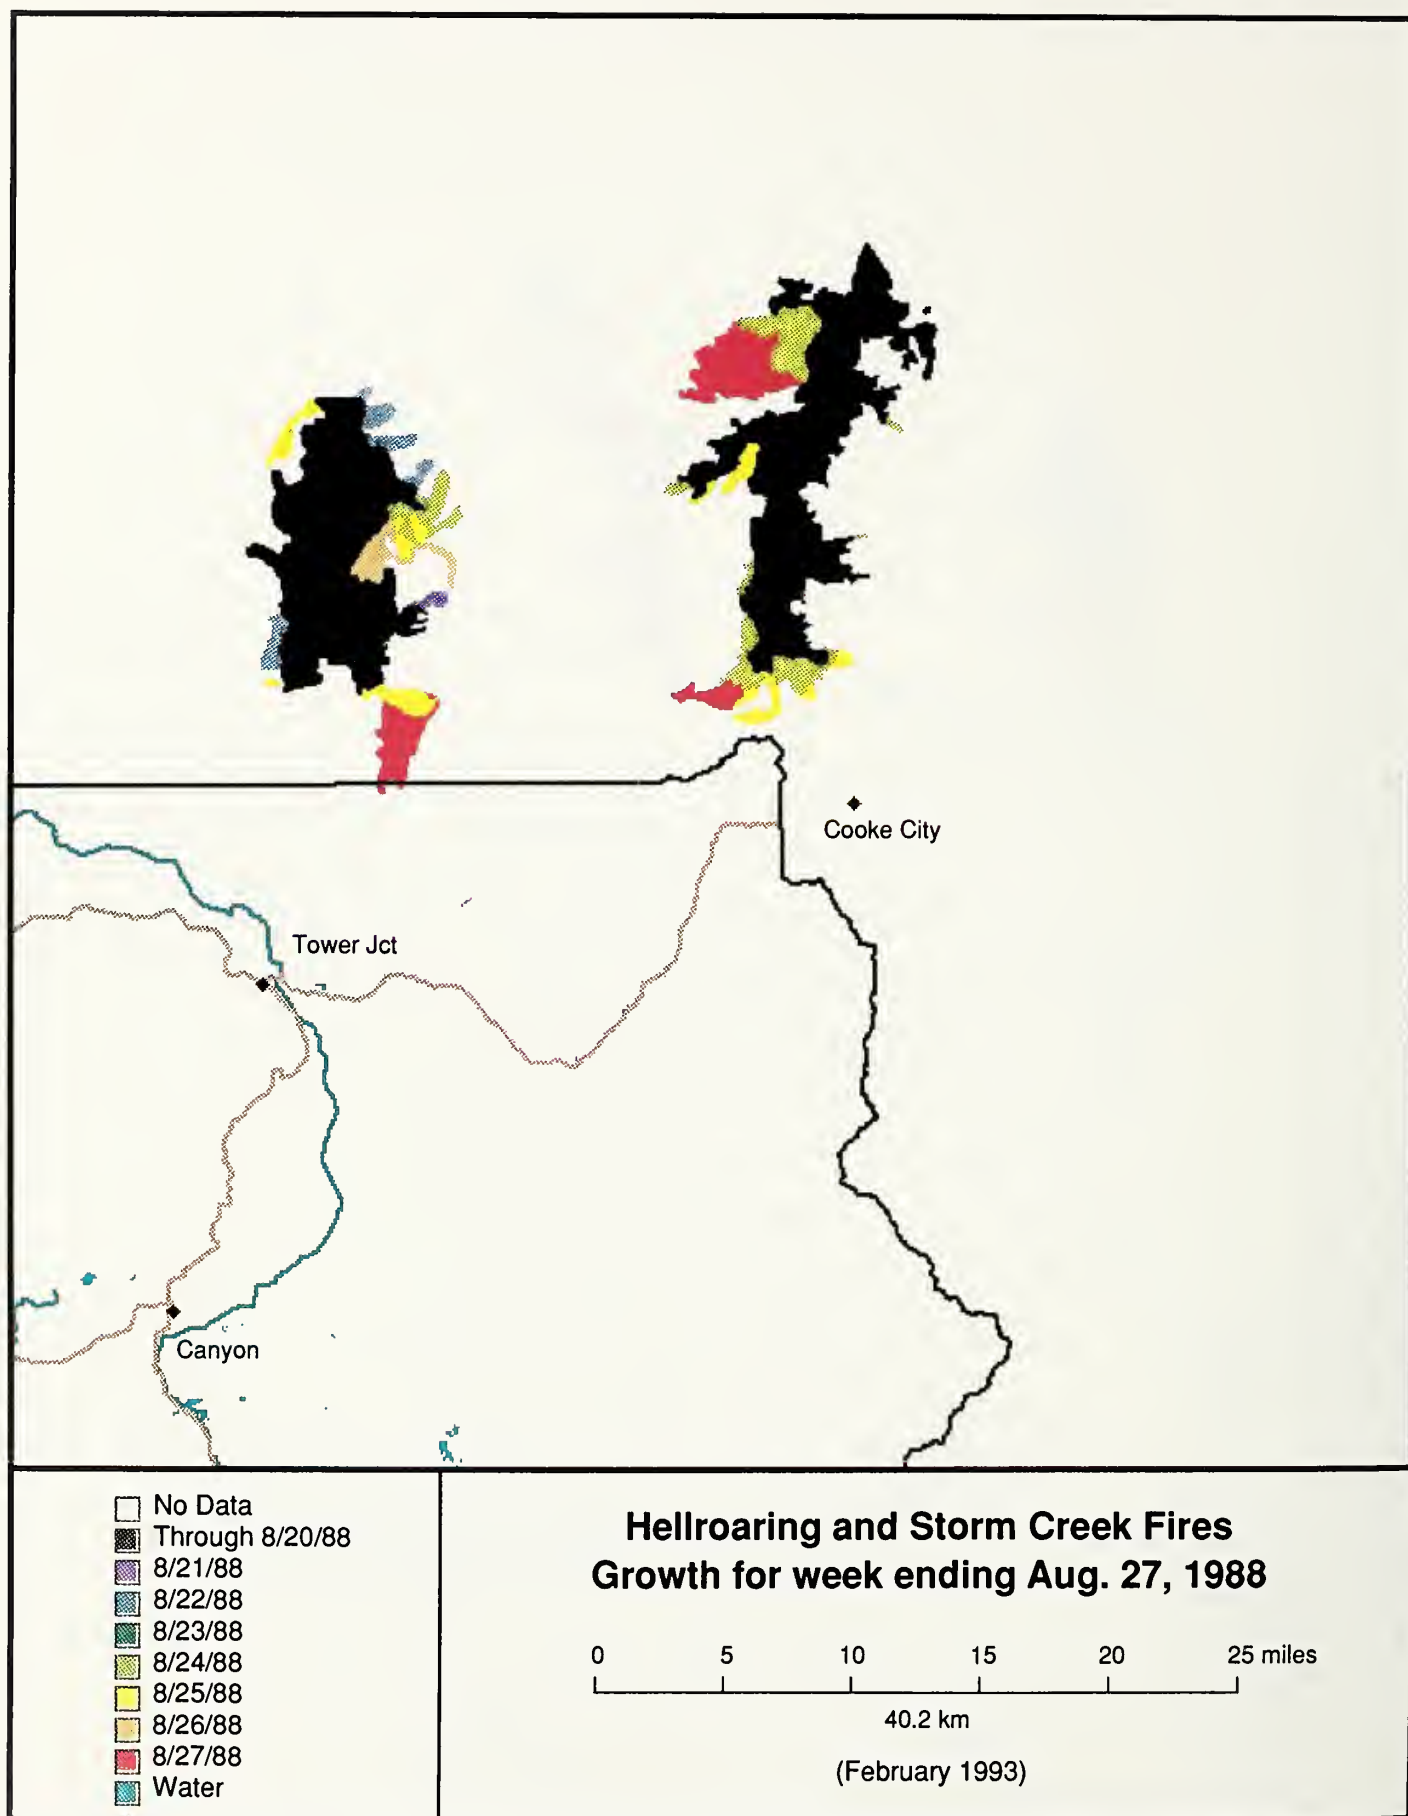 Cooke City
Tower Jct
Canyon
No Data
Through 8/20/88
8/21/88
8/22/88
8/23/88
8/24/88
8/25/88
8/26/88
8/27/88
Water
Hellroaring and Storm Creek Fires
Growth for week ending Aug. 27, 1988
0 5 10 15 20 25 miles
40.2 km
(February 1993)